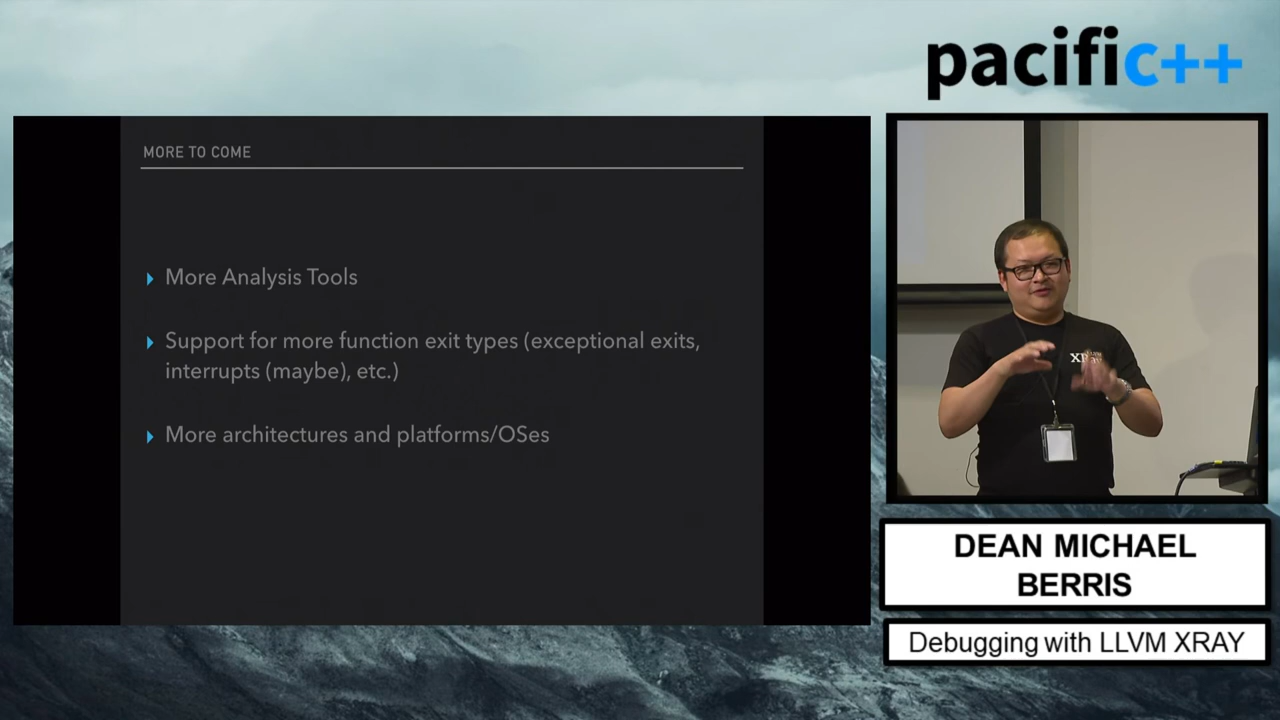 pacific++
MORE TO COME
More Analysis Tools
Support for more function exit types (exceptional exits,
interrupts (maybe), etc.)
More architectures and platforms/OSes
DEAN MICHAEL
BERRIS
Debugging with LLVM XRAY